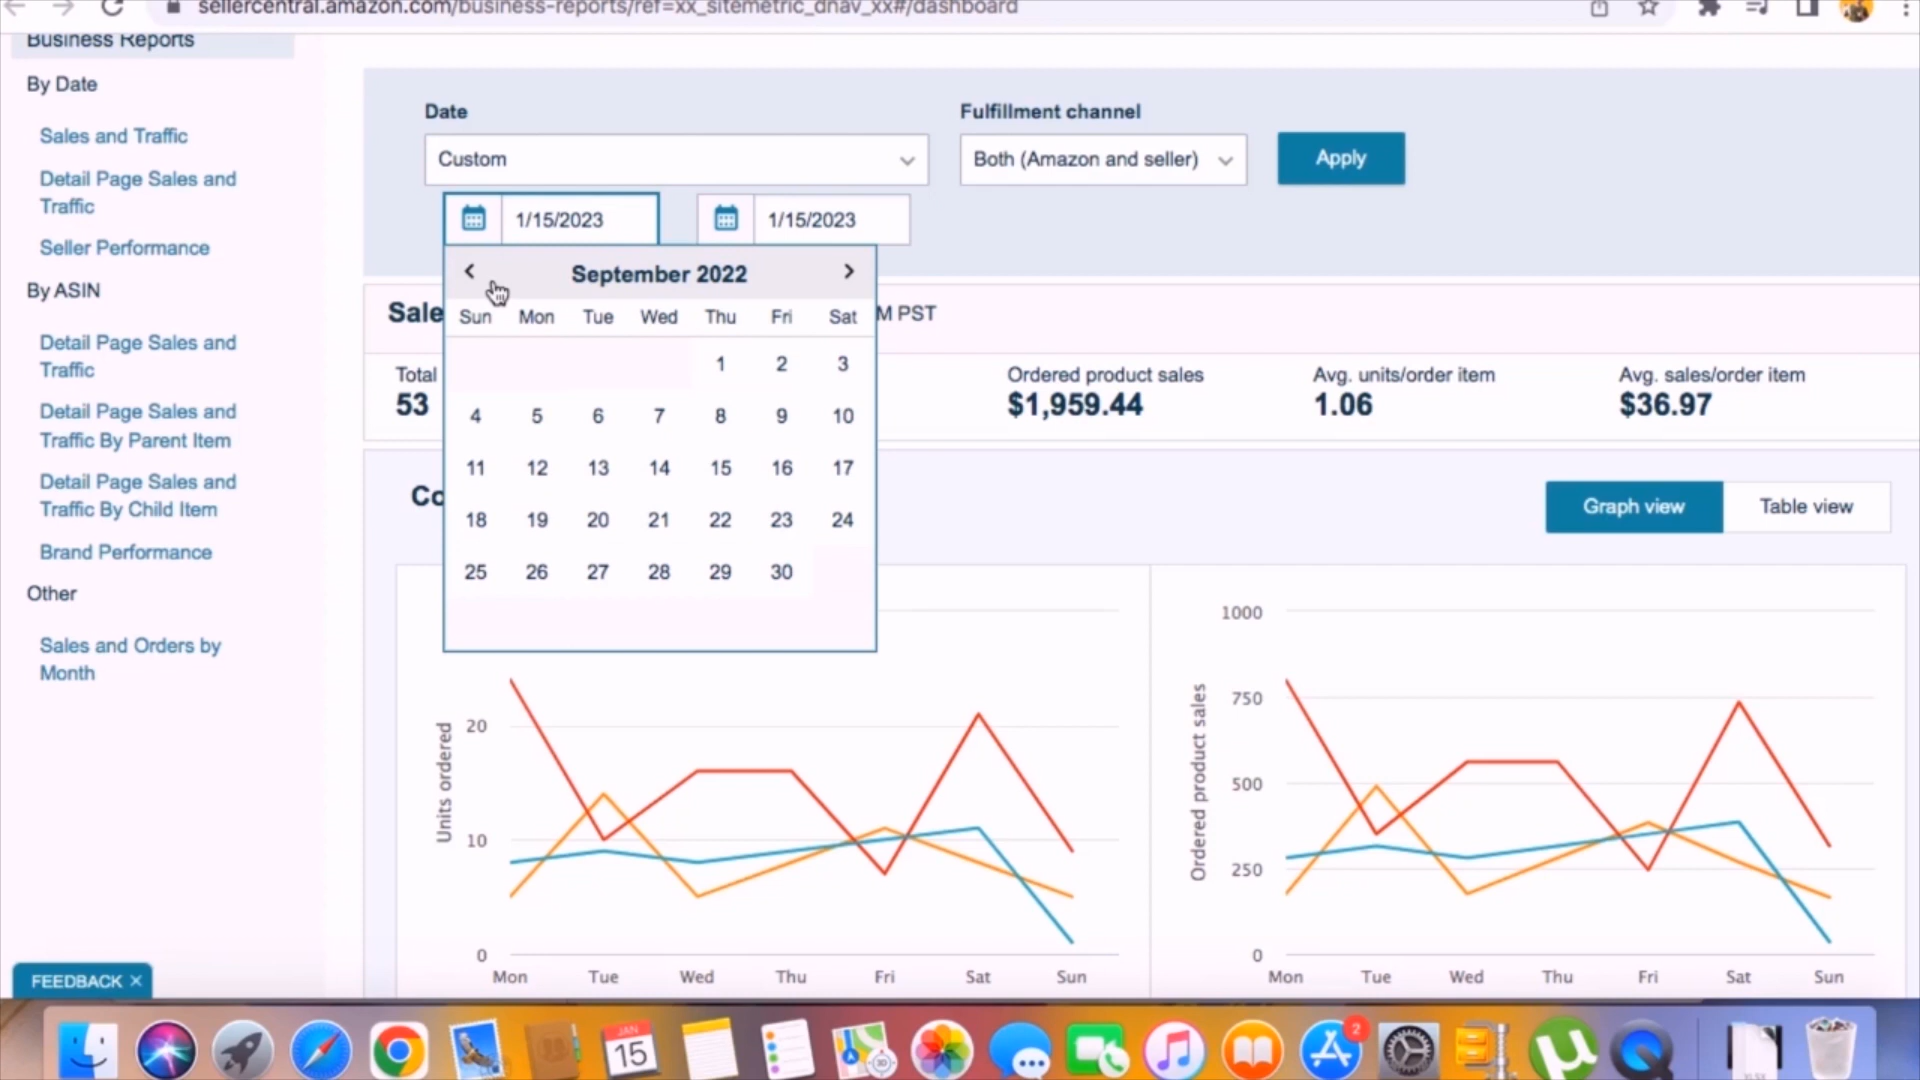 sellercentral.amazon.com/business-reports/ref=xx_sitemetric_dnav_xx#/dashboard
Business Reports
By Date
Sales and Traffic
Detail Page Sales and
Traffic
Seller Performance
By ASIN
Detail Page Sales and
Traffic
Detail Page Sales and
Traffic By Parent Item
Detail Page Sales and
Traffic By Child Item
Brand Performance
Other
Sales and Orders by
Month
FEEDBACK ×
Date
Custom
Fulfillment channel
Both (Amazon and seller)
Apply
1/15/2023
1/15/2023
September 2022
Sun Mon Tue Wed Thu Fri Sat
1 2 3
4 5 6 7 8 9 10
11 12 13 14 15 16 17
18 19 20 21 22 23 24
25 26 27 28 29 30
Sale
M PST
Total
53
Ordered product sales
$1,959.44
Avg. units/order item
1.06
Avg. sales/order item
$36.97
Co
Graph view
Table view
Units ordered
20
10
0
Mon Tue Wed Thu Fri Sat Sun
Ordered product sales
1000
750
500
250
0
Mon Tue Wed Thu Fri Sat Sun
JAN
15
3D
2
XLSX